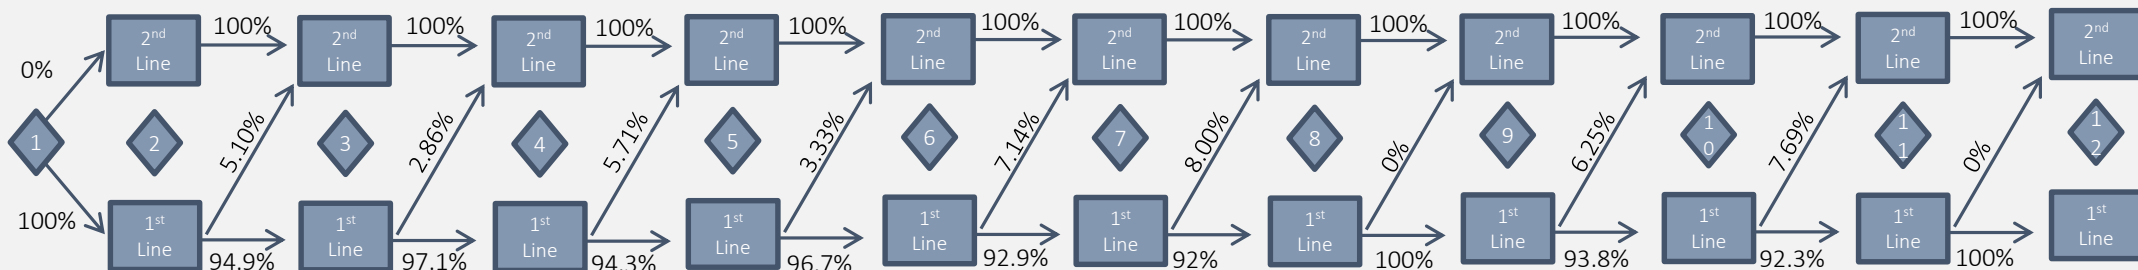 100% 100% 100% 100% 100% 100% 100% 100% 100% 100%
2nd 2nd 2nd 2nd 2nd 2nd 2nd 2nd 2nd 2nd 2nd
Line Line Line Line Line Line Line Line Line Line Line
0%
5.10% 2.86% 5.71% 3.33% 7.14% 8.00% 0% 6.25% 7.69% 0%
1 2 3 4 5 6 7 8 9 10 11 12
100%
1st 1st 1st 1st 1st 1st 1st 1st 1st 1st 1st
Line Line Line Line Line Line Line Line Line Line Line
94.9% 97.1% 94.3% 96.7% 92.9% 92% 100% 93.8% 92.3% 100%